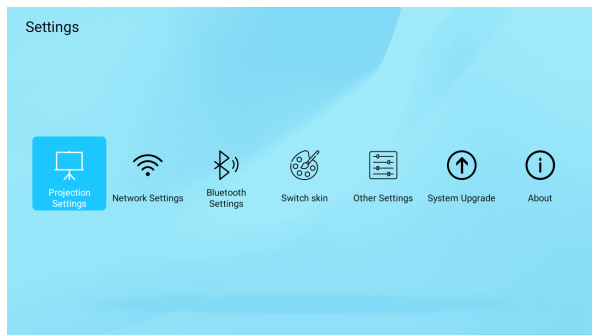 Settings
Projection
Settings
Network Settings
Bluetooth
Settings
Switch skin
Other Settings
System Upgrade
About